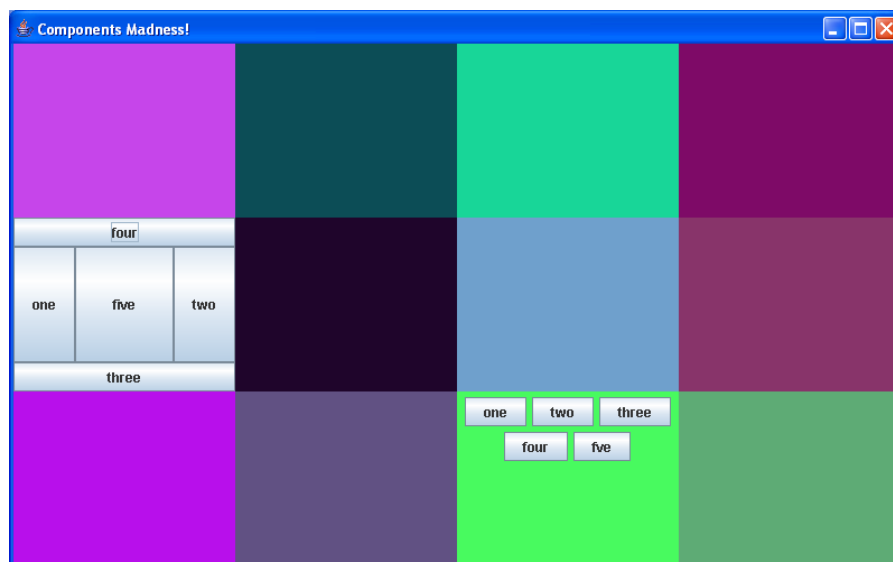 Components Madness!
four
one five two
three
one two three
four fve